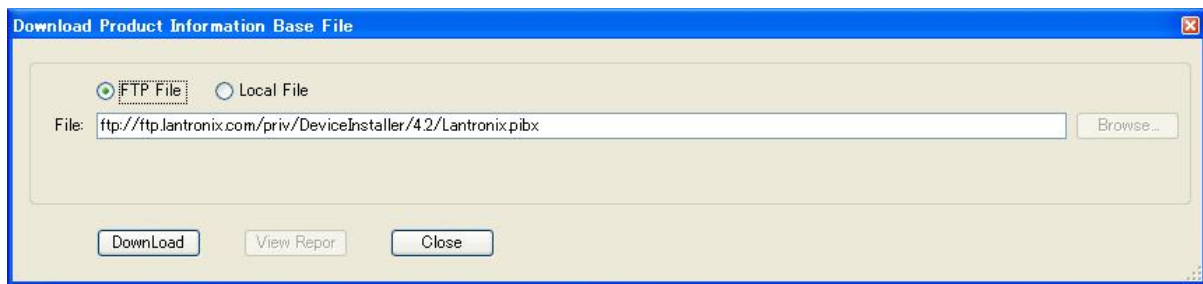 Download Product Information Base File
FTP File Local File
File: ftp://ftp.lantronix.com/priv/DeviceInstaller/4.2/Lantronix.pibx Browse...
DownLoad View Repor Close